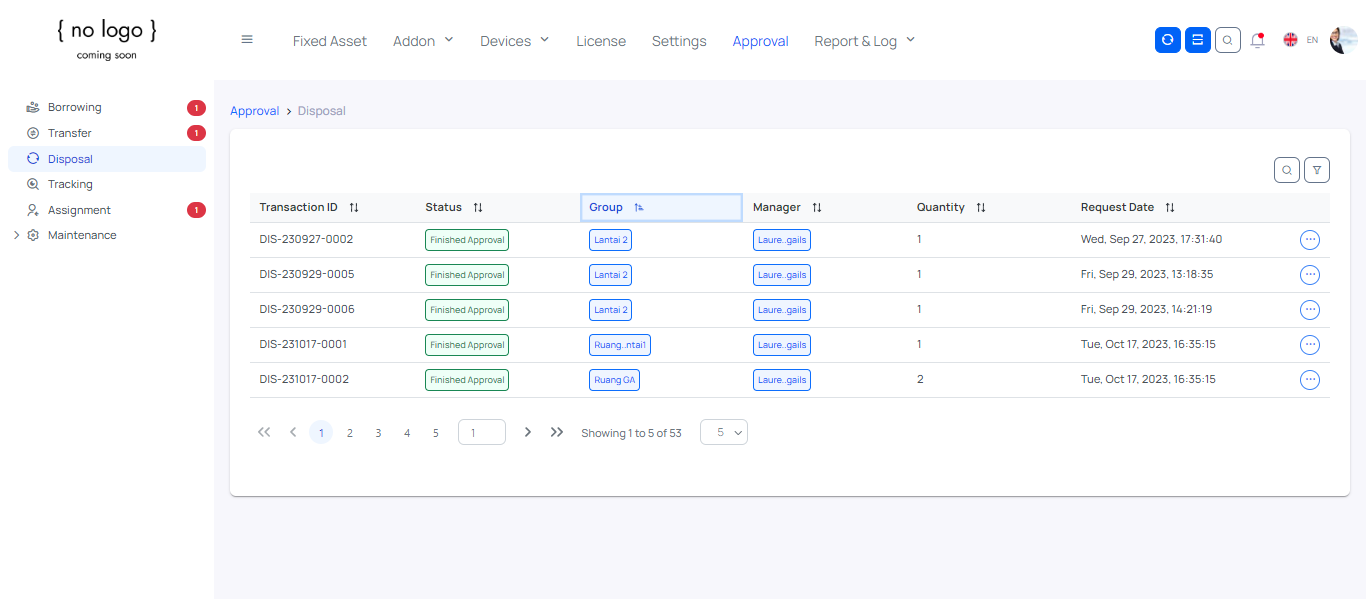 { no logo }
coming soon
Fixed Asset Addon Devices License Settings Approval Report & Log EN
Borrowing 1
Transfer 1
Disposal
Tracking
Assignment 1
Maintenance
Approval > Disposal
Transaction ID Status Group Manager Quantity Request Date
DIS-230927-0002 Finished Approval Lantai 2 Laure..gails 1 Wed, Sep 27, 2023, 17:31:40
DIS-230929-0005 Finished Approval Lantai 2 Laure..gails 1 Fri, Sep 29, 2023, 13:18:35
DIS-230929-0006 Finished Approval Lantai 2 Laure..gails 1 Fri, Sep 29, 2023, 14:21:19
DIS-231017-0001 Finished Approval Ruang..ntai1 Laure..gails 1 Tue, Oct 17, 2023, 16:35:15
DIS-231017-0002 Finished Approval Ruang GA Laure..gails 2 Tue, Oct 17, 2023, 16:35:15
1 2 3 4 5 1 Showing 1 to 5 of 53 5